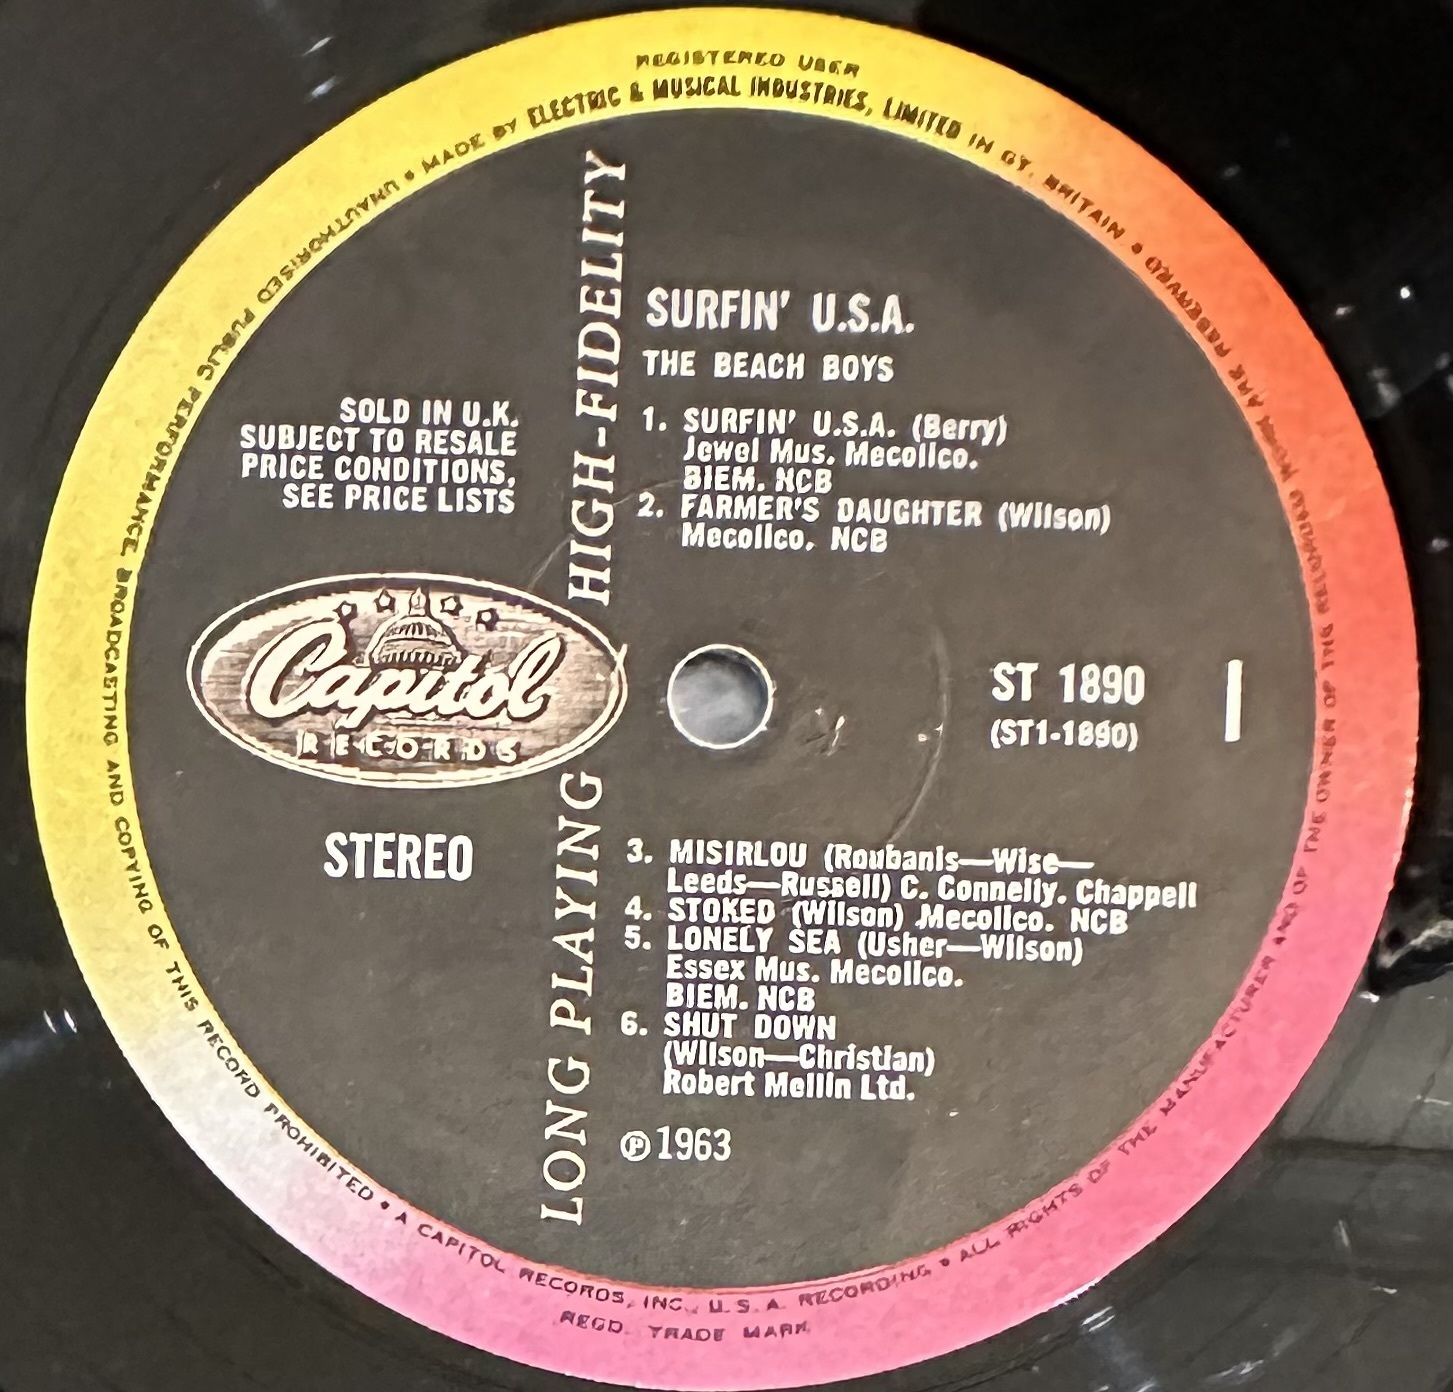 REGISTERED USER
MADE BY ELECTRIC & MUSICAL INDUSTRIES, LIMITED IN GT. BRITAIN •
SURFIN' U.S.A.
THE BEACH BOYS
1. SURFIN' U.S.A. (Berry)
Jewel Mus. Mecolico.
BIEM. NCB
2. FARMER'S DAUGHTER (Wilson)
Mecolico. NCB
SOLD IN U.K.
SUBJECT TO RESALE
PRICE CONDITIONS,
SEE PRICE LISTS
LONG PLAYING HIGH-FIDELITY
Capitol
RECORDS
STEREO
ST 1890
(ST1-1890)
1
3. MISIRLOU (Roubanis—Wise—
Leeds—Russell) C. Connelly. Chappell
4. STOKED (Wilson) Mecolico. NCB
5. LONELY SEA (Usher—Wilson)
Essex Mus. Mecolico.
BIEM. NCB
6. SHUT DOWN
(Wilson—Christian)
Robert Mellin Ltd.
℗1963
ALL RIGHTS OF THE MANUFACTURER AND OF THE OWNER OF THE RECORDED WORK ARE RESERVED •
UNAUTHORISED PUBLIC PERFORMANCE, BROADCASTING AND COPYING OF THIS RECORD PROHIBITED •
A CAPITOL RECORDS, INC., U.S.A. RECORDING •
REGD. TRADE MARK